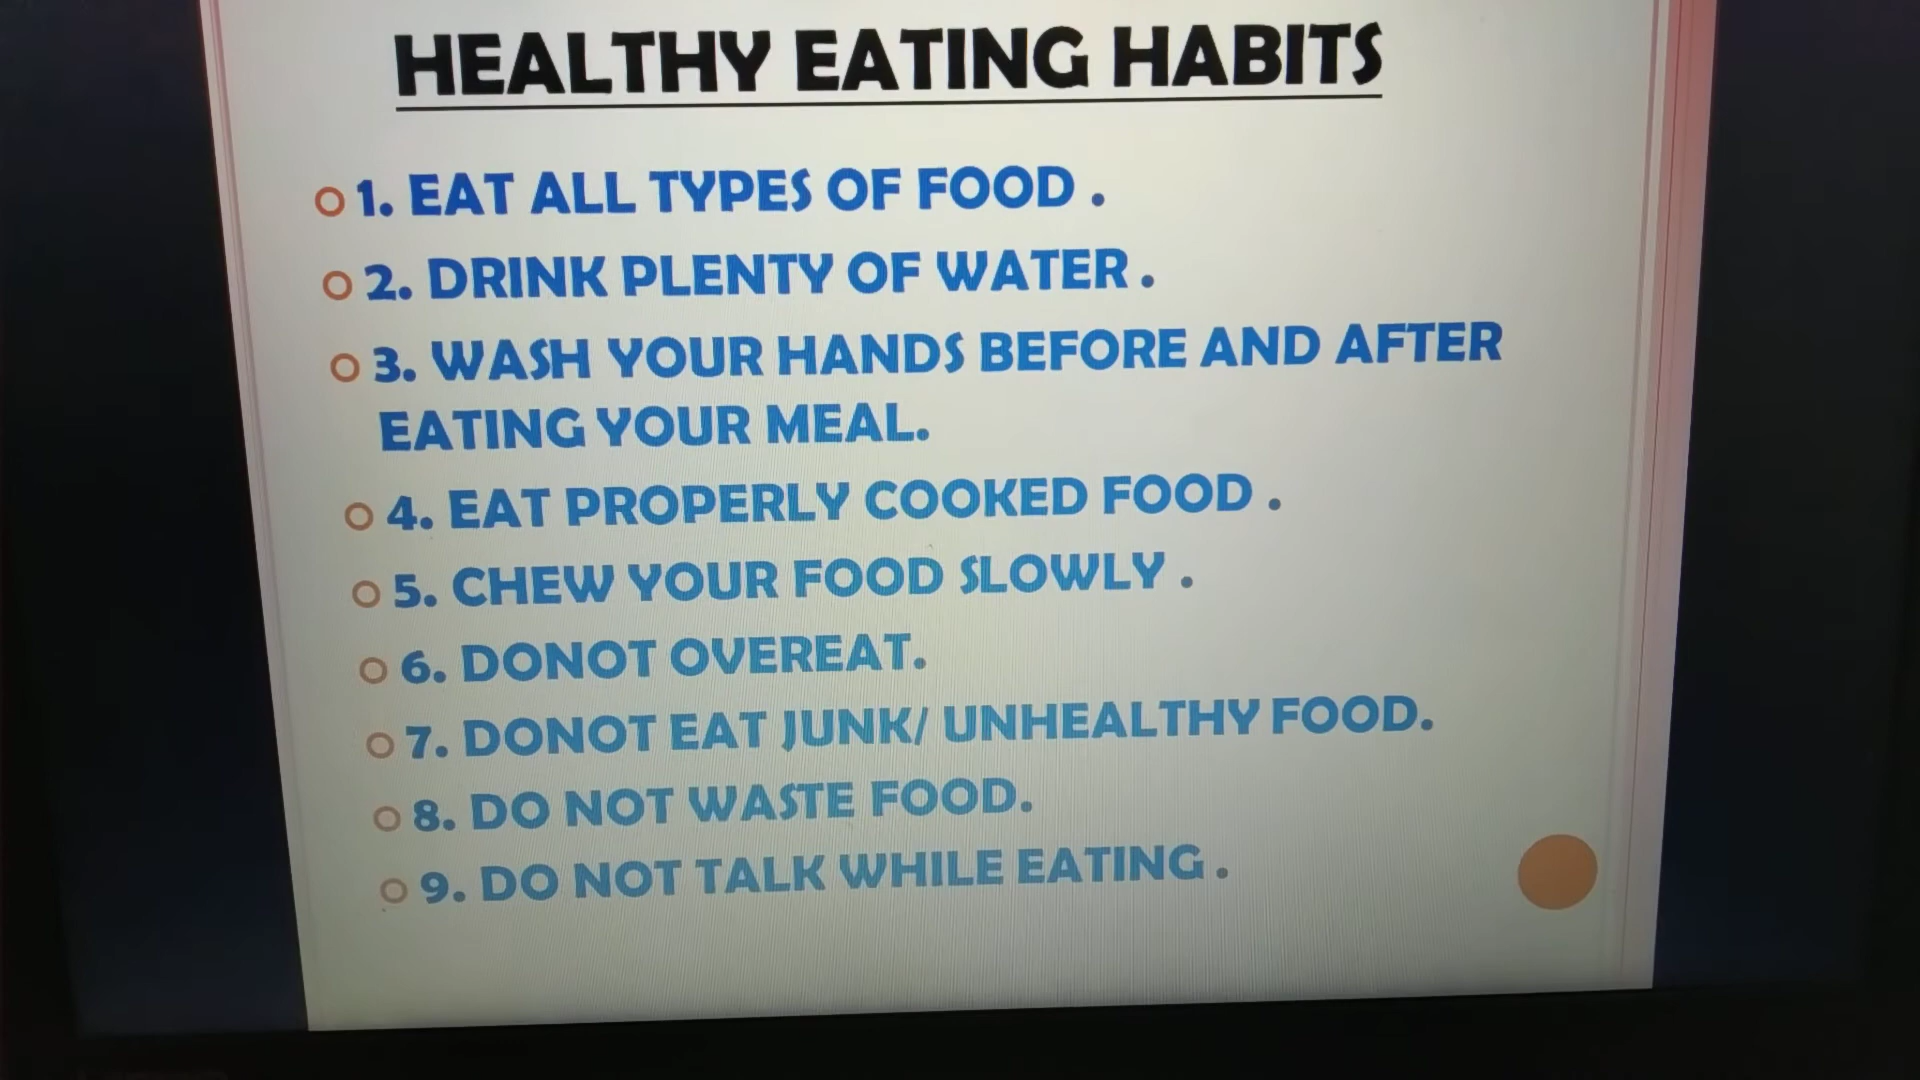 HEALTHY EATING HABITS
1. EAT ALL TYPES OF FOOD .
2. DRINK PLENTY OF WATER .
3. WASH YOUR HANDS BEFORE AND AFTER
EATING YOUR MEAL.
4. EAT PROPERLY COOKED FOOD .
5. CHEW YOUR FOOD SLOWLY .
6. DONOT OVEREAT.
7. DONOT EAT JUNK/ UNHEALTHY FOOD.
8. DO NOT WASTE FOOD.
9. DO NOT TALK WHILE EATING .